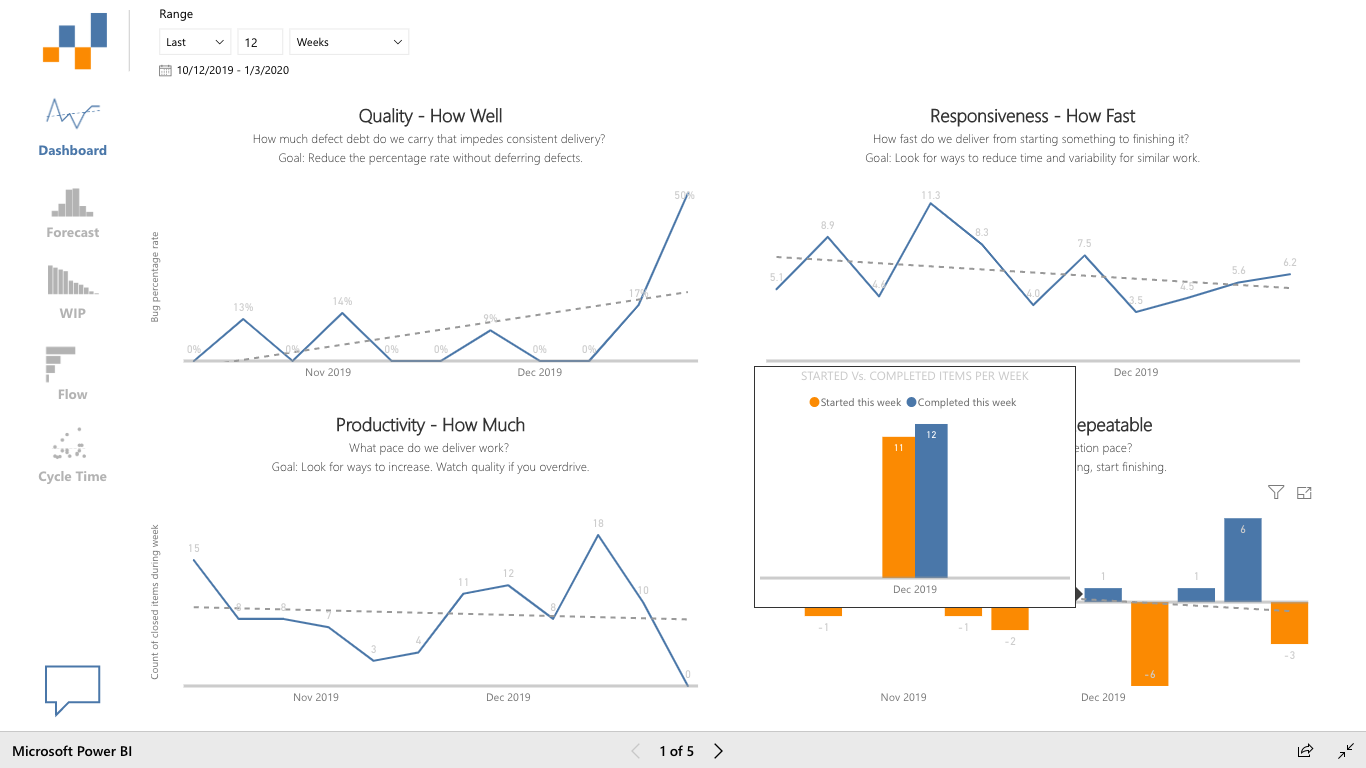 Range
Last
12
Weeks
10/12/2019 - 1/3/2020
Dashboard
Forecast
WIP
Flow
Cycle Time
Quality - How Well
How much defect debt do we carry that impedes consistent delivery?
Goal: Reduce the percentage rate without deferring defects.
Bug percentage rate
0%
13%
0%
14%
0%
0%
9%
0%
0%
17%
50%
Nov 2019
Dec 2019
Responsiveness - How Fast
How fast do we deliver from starting something to finishing it?
Goal: Look for ways to reduce time and variability for similar work.
5.1
8.9
4.6
11.3
8.3
4.0
7.5
3.5
4.5
5.6
6.2
Dec 2019
Productivity - How Much
What pace do we deliver work?
Goal: Look for ways to increase. Watch quality if you overdrive.
Count of closed items during week
15
8
8
7
3
4
11
12
8
18
10
0
Nov 2019
Dec 2019
STARTED Vs. COMPLETED ITEMS PER WEEK
Started this week
Completed this week
11
12
Dec 2019
epeatable
etion pace?
ng, start finishing.
-1
-1
-2
1
-6
1
6
-3
Nov 2019
Dec 2019
Microsoft Power BI
1 of 5